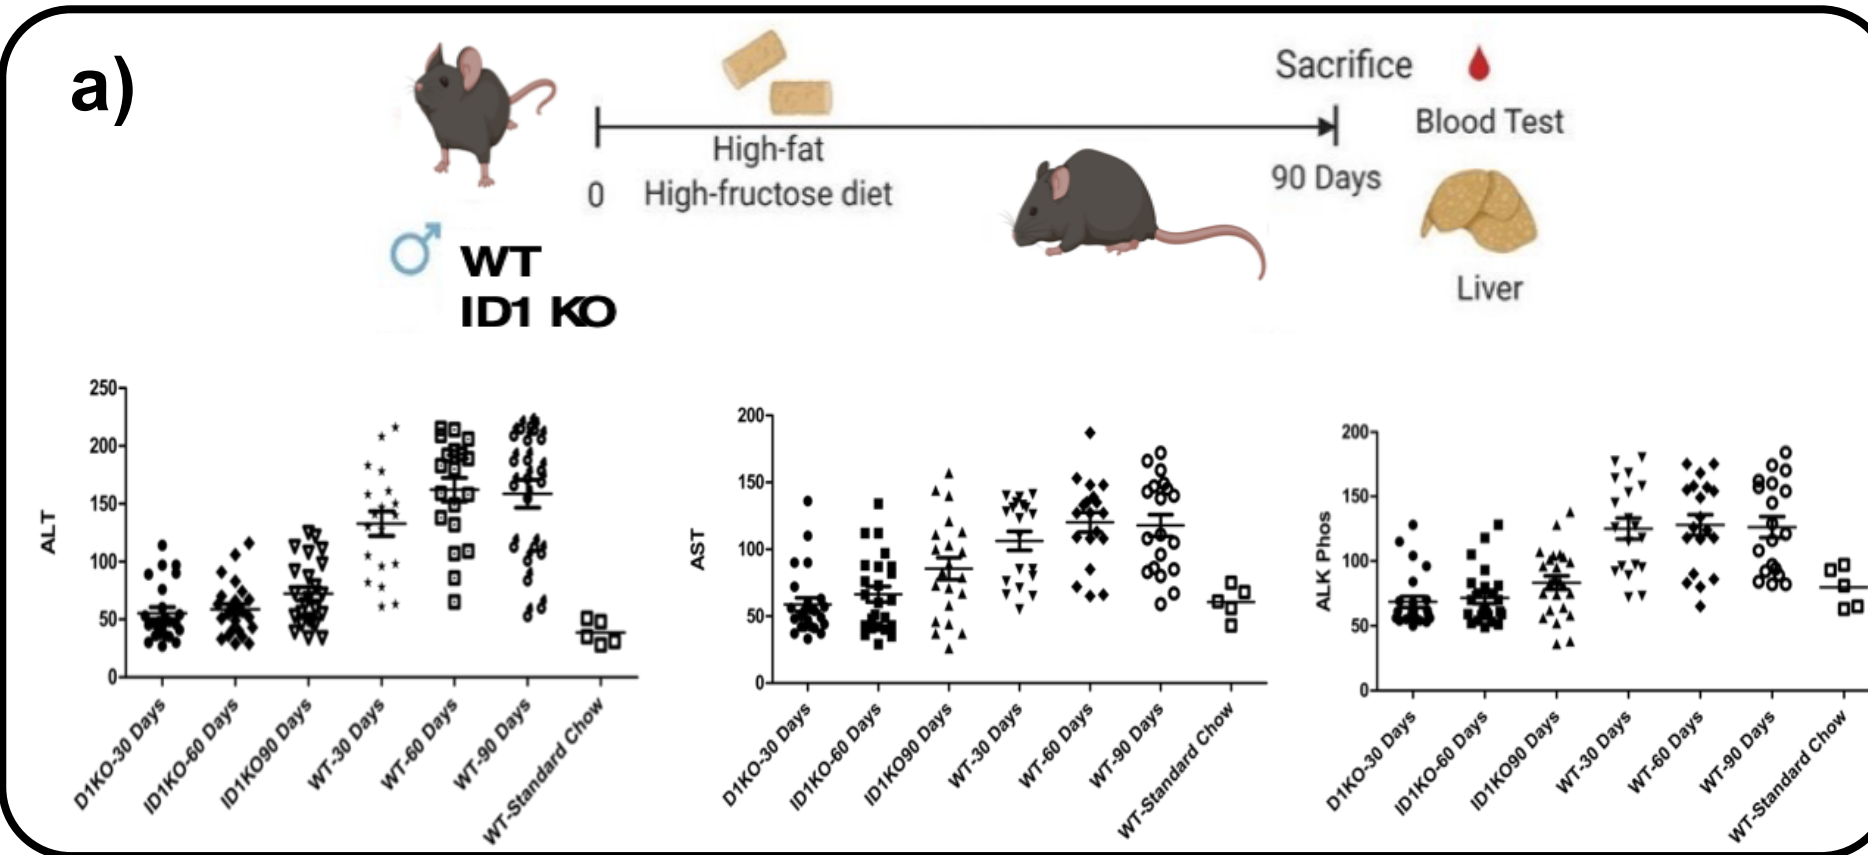 a)
Sacrifice
Blood Test
High-fat
High-fructose diet
0
90 Days
Liver
WT
ID1 KO
250
200
150
100
50
0
ALT
D1KO-30 Days
ID1KO-60 Days
ID1KO90 Days
WT-30 Days
WT-60 Days
WT-90 Days
WT-Standard Chow
200
150
100
50
0
AST
D1KO-30 Days
ID1KO-60 Days
ID1KO90 Days
WT-30 Days
WT-60 Days
WT-90 Days
WT-Standard Chow
200
150
100
50
0
ALK Phos
D1KO-30 Days
ID1KO-60 Days
ID1KO90 Days
WT-30 Days
WT-60 Days
WT-90 Days
WT-Standard Chow